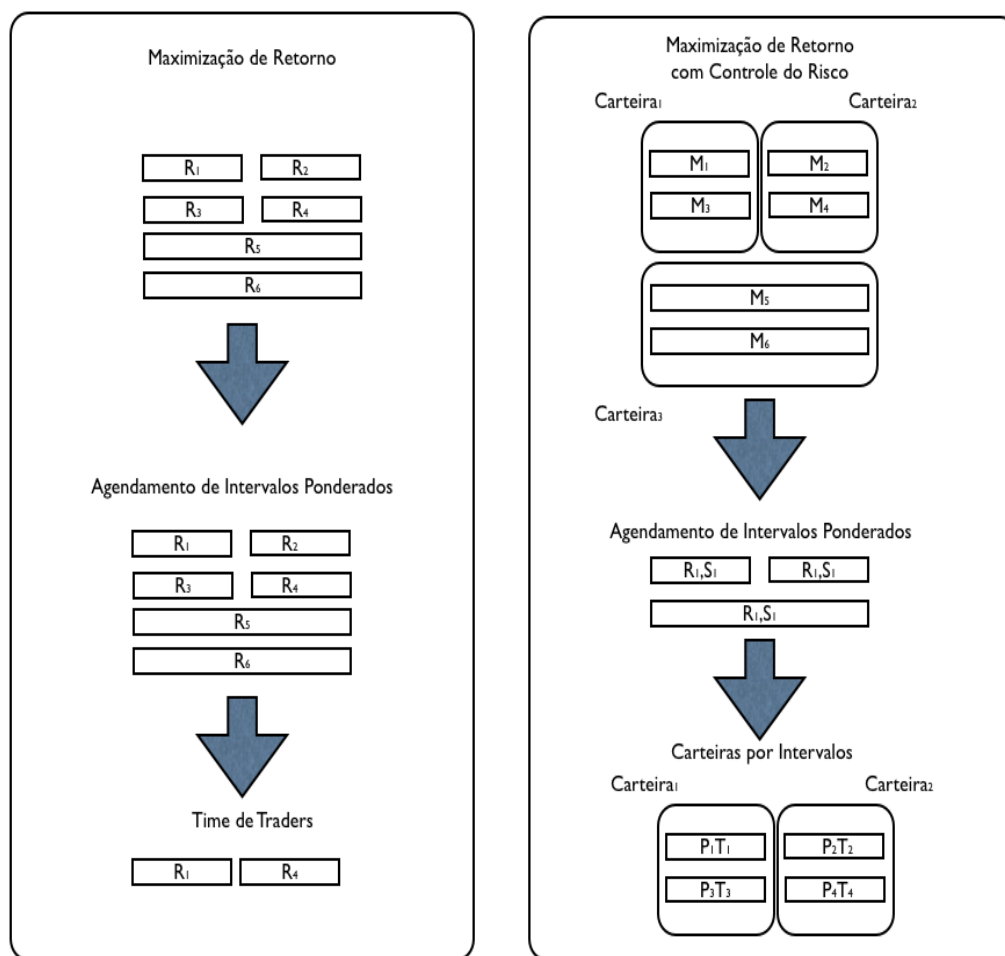 Maximização de Retorno
R₁ R₂
R₃ R₄
R₅
R₆
Agendamento de Intervalos Ponderados
R₁ R₂
R₃ R₄
R₅
R₆
Time de Traders
R₁ R₄
Maximização de Retorno
com Controle do Risco
Carteira₁ Carteira₂
M₁ M₂
M₃ M₄
M₅
M₆
Carteira₃
Agendamento de Intervalos Ponderados
R₁,S₁ R₁,S₁
R₁,S₁
Carteiras por Intervalos
Carteira₁ Carteira₂
P₁T₁ P₂T₂
P₃T₃ P₄T₄